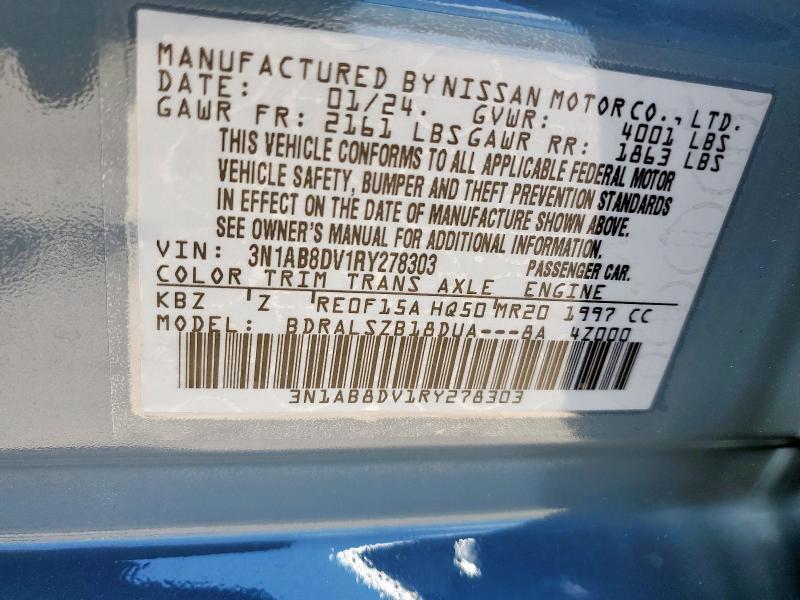 MANUFACTURED BY NISSAN MOTOR CO., LTD.
DATE: 01/24. GVWR: 4001 LBS
GAWR FR: 2161 LBS GAWR RR: 1863 LBS
THIS VEHICLE CONFORMS TO ALL APPLICABLE FEDERAL MOTOR
VEHICLE SAFETY, BUMPER AND THEFT PREVENTION STANDARDS
IN EFFECT ON THE DATE OF MANUFACTURE SHOWN ABOVE.
SEE OWNER'S MANUAL FOR ADDITIONAL INFORMATION.
VIN: 3N1AB8DV1RY278303 PASSENGER CAR.
COLOR TRIM TRANS AXLE ENGINE
KBZ Z RE0F15A HQ50 MR20 1997 CC
MODEL: BDRALSZB18DUA---8A 4Z000
3N1AB8DV1RY278303